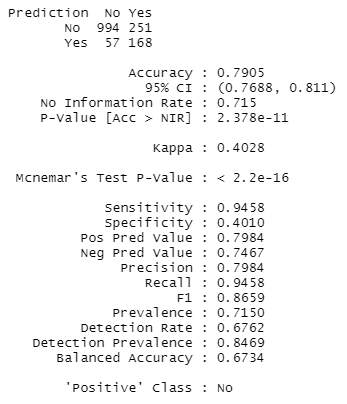 Prediction No Yes
No 994 251
Yes 57 168
Accuracy : 0.7905
95% CI : (0.7688, 0.811)
No Information Rate : 0.715
P-Value [Acc > NIR] : 2.378e-11
Kappa : 0.4028
Mcnemar's Test P-Value : < 2.2e-16
Sensitivity : 0.9458
Specificity : 0.4010
Pos Pred Value : 0.7984
Neg Pred Value : 0.7467
Precision : 0.7984
Recall : 0.9458
F1 : 0.8659
Prevalence : 0.7150
Detection Rate : 0.6762
Detection Prevalence : 0.8469
Balanced Accuracy : 0.6734
'Positive' Class : No